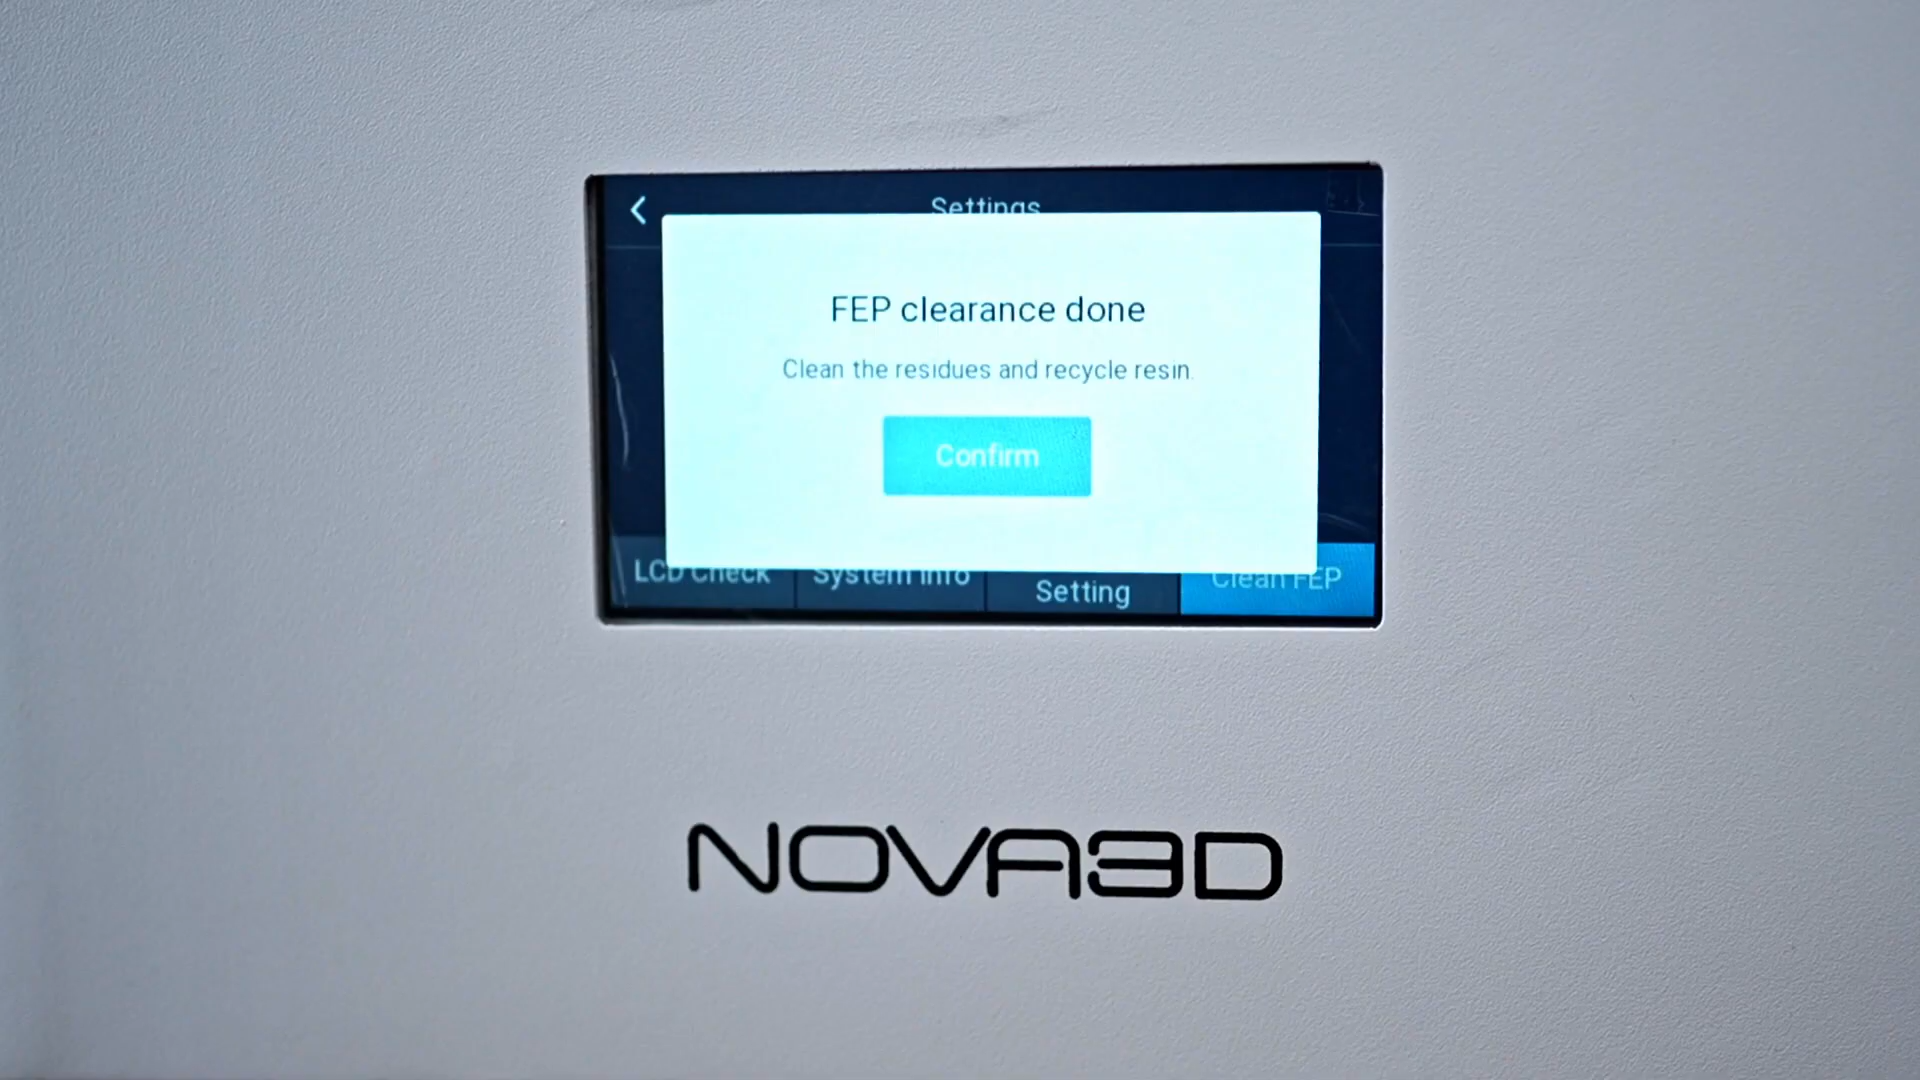 Settings
FEP clearance done
Clean the residues and recycle resin.
Confirm
LCD Check
System Info
Setting
Clean FEP
NOVA3D